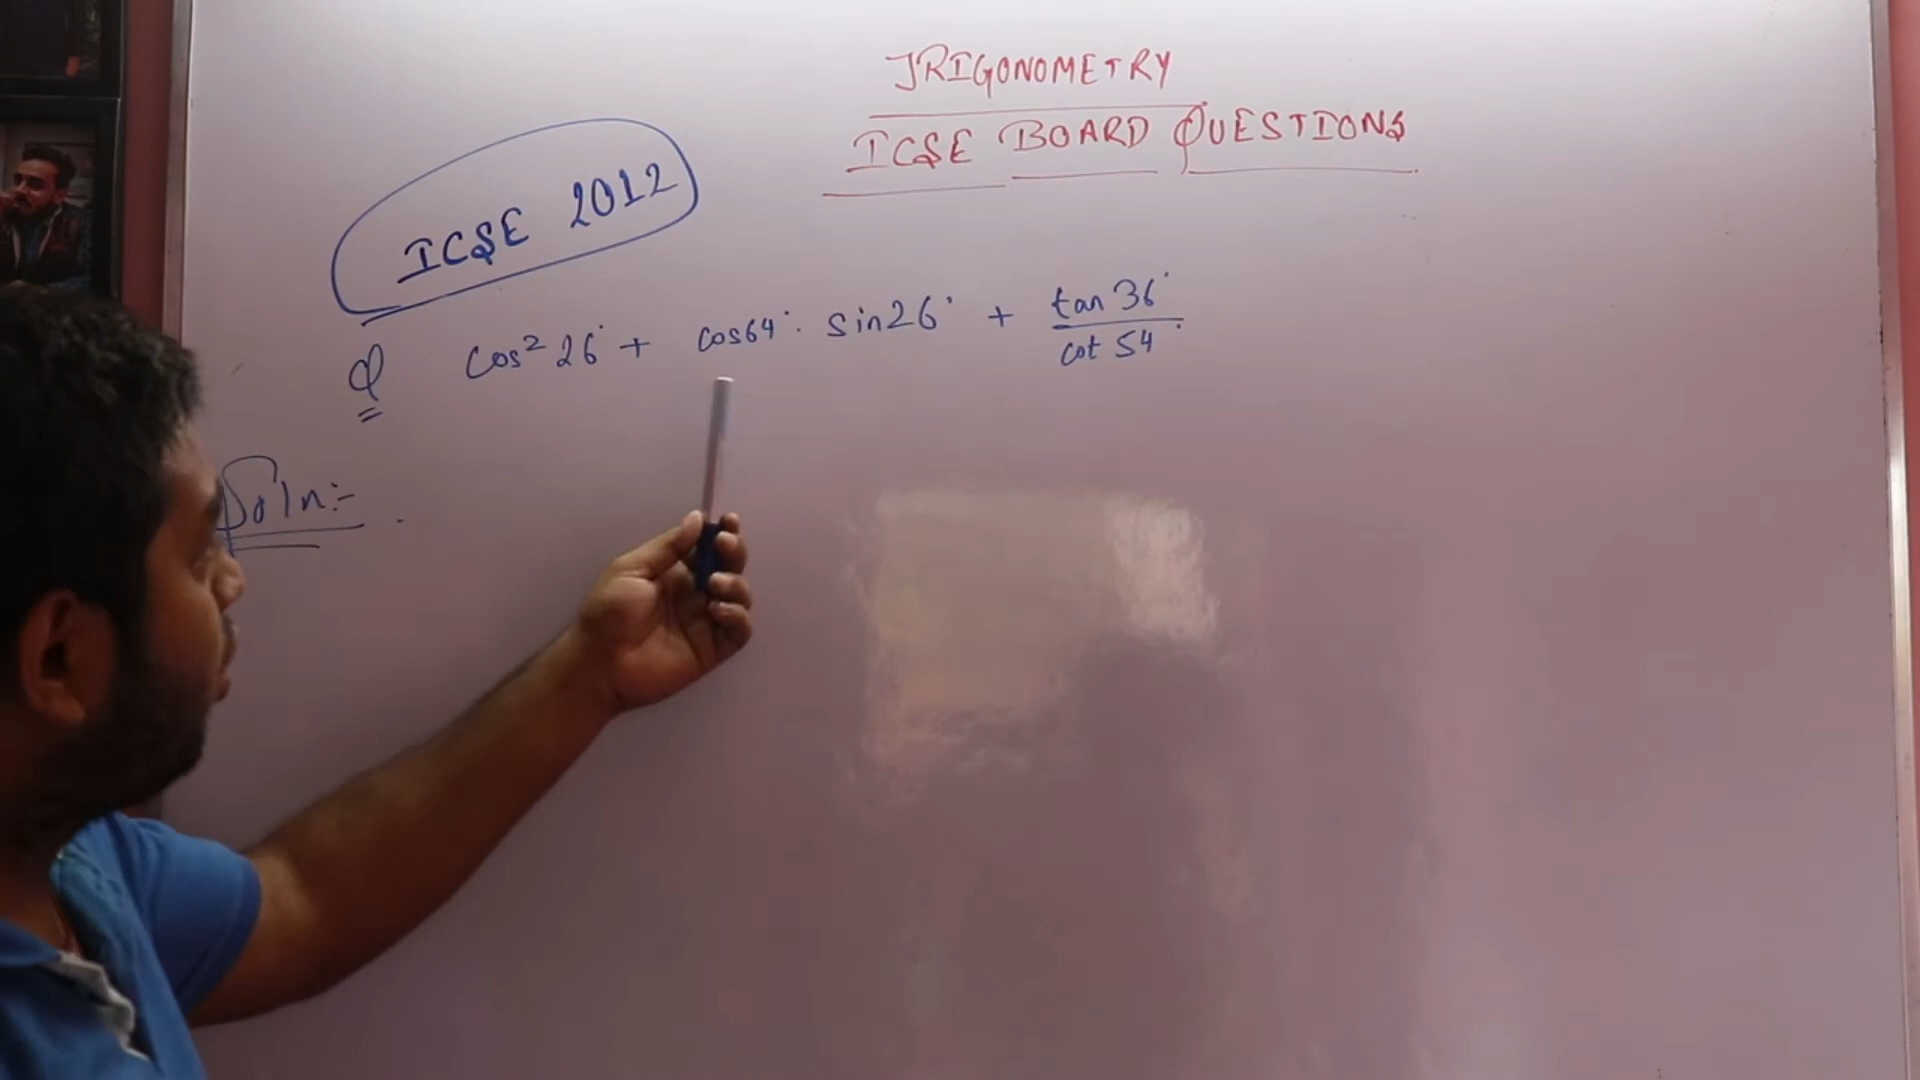 TRIGONOMETRY
ICSE BOARD QUESTIONS
ICSE 2012
Q cos² 26° + cos64°. sin26° + tan 36° / cot 54°
Soln:-